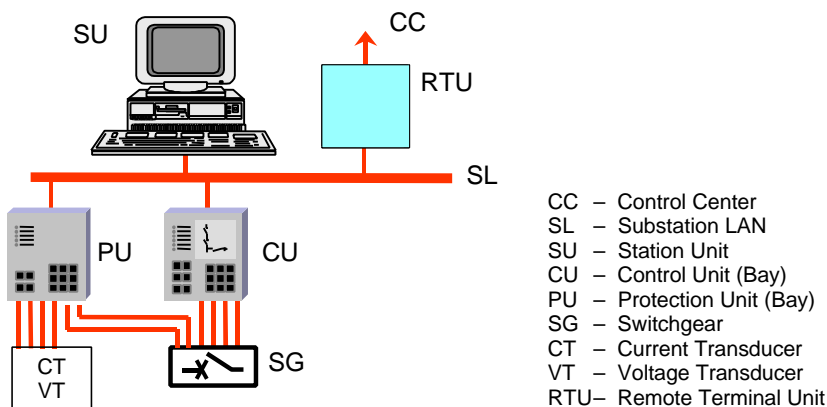 SU
CC
RTU
SL
PU
CU
CT
VT
SG
CC – Control Center
SL – Substation LAN
SU – Station Unit
CU – Control Unit (Bay)
PU – Protection Unit (Bay)
SG – Switchgear
CT – Current Transducer
VT – Voltage Transducer
RTU– Remote Terminal Unit